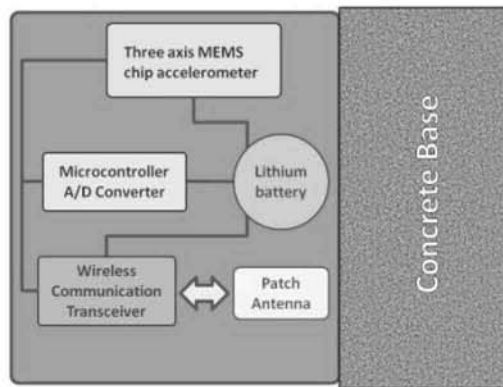 Three axis MEMS
chip accelerometer
Microcontroller
A/D Converter
Lithium
battery
Wireless
Communication
Transceiver
Patch
Antenna
Concrete Base